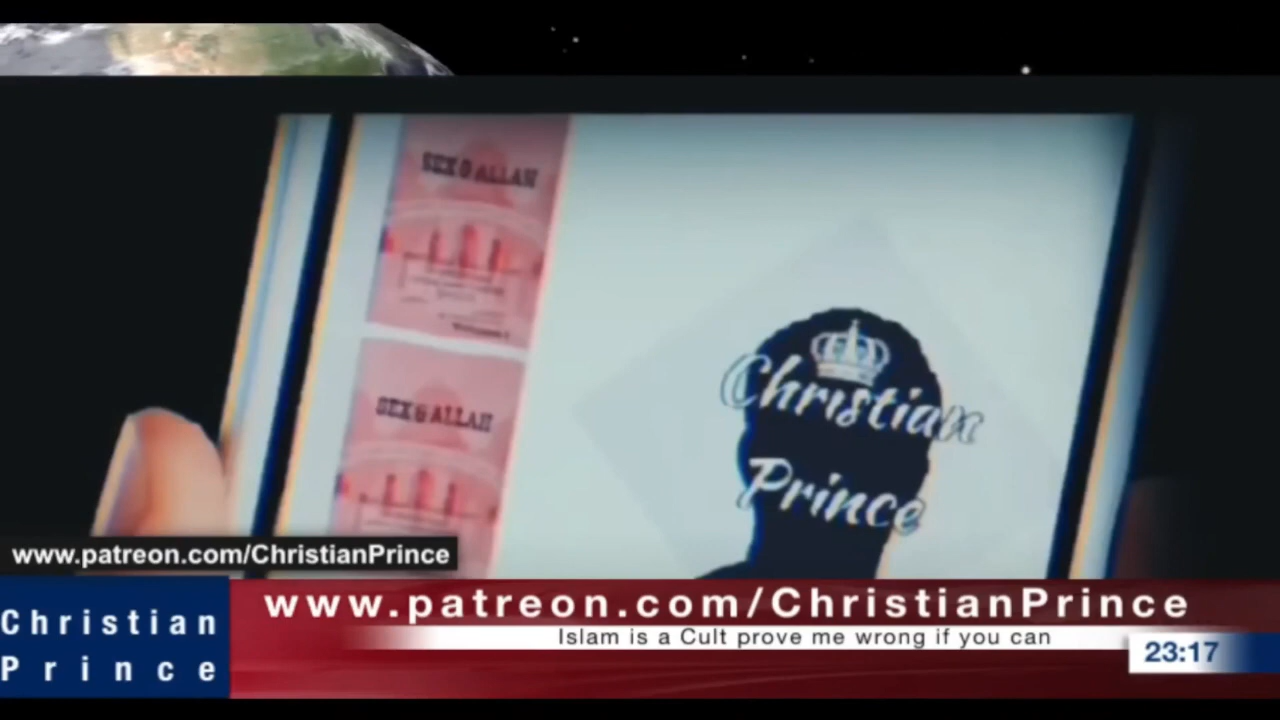 SEX & ALLAH
SEX & ALLAH
Christian
Prince
www.patreon.com/ChristianPrince
Christian
Prince
www.patreon.com/ChristianPrince
Islam is a Cult prove me wrong if you can
23:17